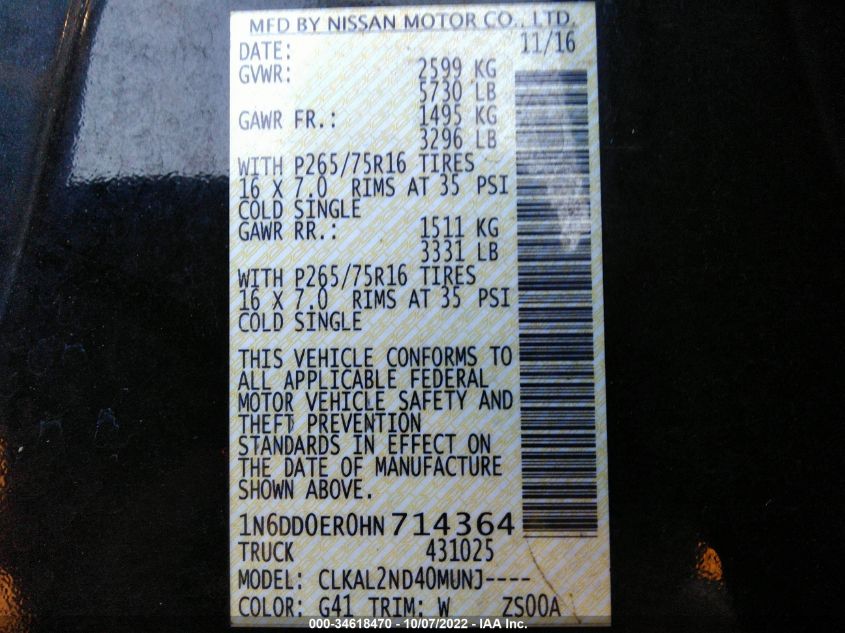 MFD BY NISSAN MOTOR CO., LTD.
DATE: 11/16
GVWR: 2599 KG
5730 LB
GAWR FR.: 1495 KG
3296 LB
WITH P265/75R16 TIRES
16 X 7.0 RIMS AT 35 PSI
COLD SINGLE
GAWR RR.: 1511 KG
3331 LB
WITH P265/75R16 TIRES
16 X 7.0 RIMS AT 35 PSI
COLD SINGLE
THIS VEHICLE CONFORMS TO
ALL APPLICABLE FEDERAL
MOTOR VEHICLE SAFETY AND
THEFT PREVENTION
STANDARDS IN EFFECT ON
THE DATE OF MANUFACTURE
SHOWN ABOVE.
1N6DD0ER0HN714364
TRUCK 431025
MODEL: CLKAL2ND40MUNJ----
COLOR: G41 TRIM: W ZS00A
000-34618470 - 10/07/2022 - IAA Inc.